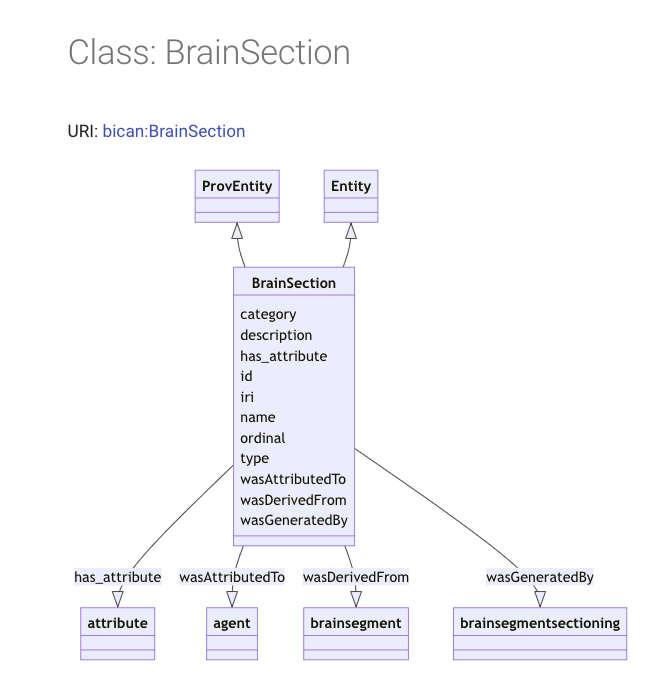 Class: BrainSection
URI: bican:BrainSection
ProvEntity
Entity
BrainSection
category
description
has_attribute
id
iri
name
ordinal
type
wasAttributedTo
wasDerivedFrom
wasGeneratedBy
has_attribute
wasAttributedTo
wasDerivedFrom
wasGeneratedBy
attribute
agent
brainsegment
brainsegmentsectioning